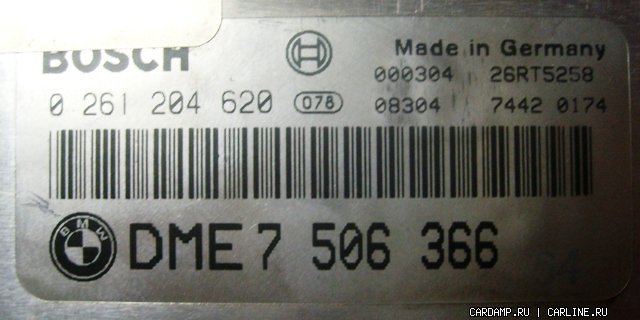 BOSCH Made in Germany
000304 26RT5258
0 261 204 620 078 08304 7442 0174
BMW DME 7 506 366
CARDAMP.RU | CARLINE.RU